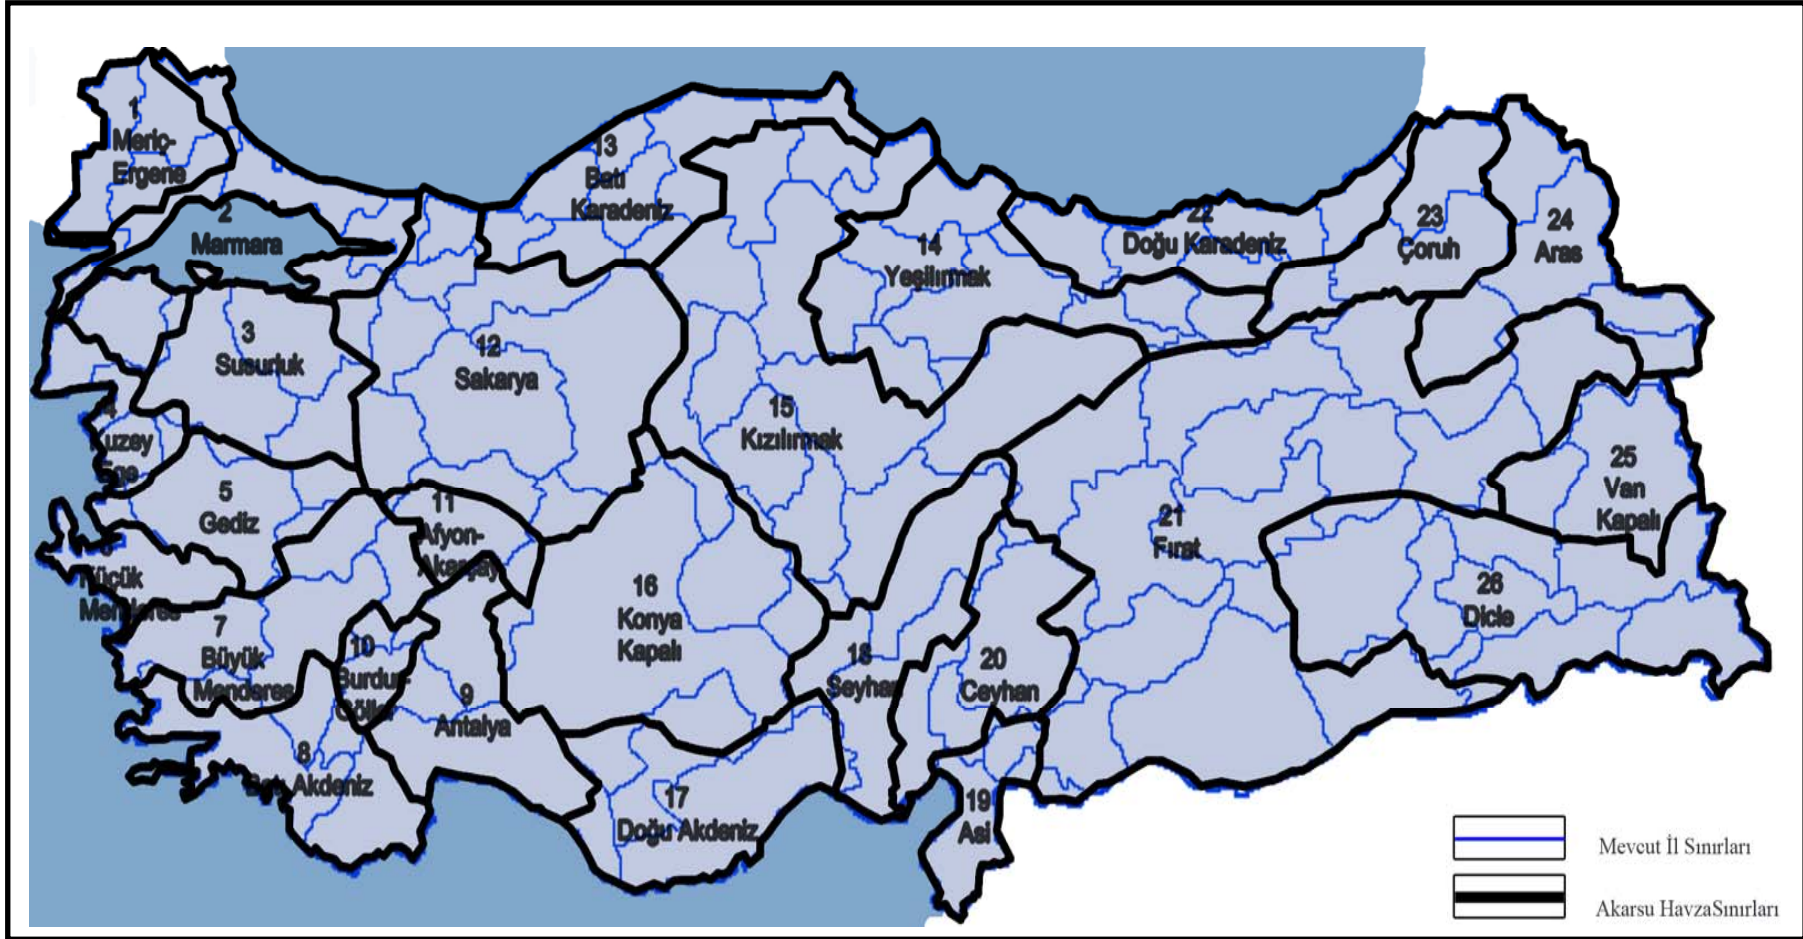 1
Meriç-
Ergene
2
Marmara
3
Susurluk
4
Kuzey
Ege
5
Gediz
6
Küçük
Menderes
7
Büyük
Menderes
8
Batı Akdeniz
9
Antalya
10
Burdur-
Göller
11
Afyon-
Akarçay
12
Sakarya
13
Batı
Karadeniz
14
Yeşilırmak
15
Kızılırmak
16
Konya
Kapalı
17
Doğu Akdeniz
18
Seyhan
19
Asi
20
Ceyhan
21
Fırat
22
Doğu Karadeniz
23
Çoruh
24
Aras
25
Van
Kapalı
26
Dicle
Mevcut İl Sınırları
Akarsu HavzaSınırları